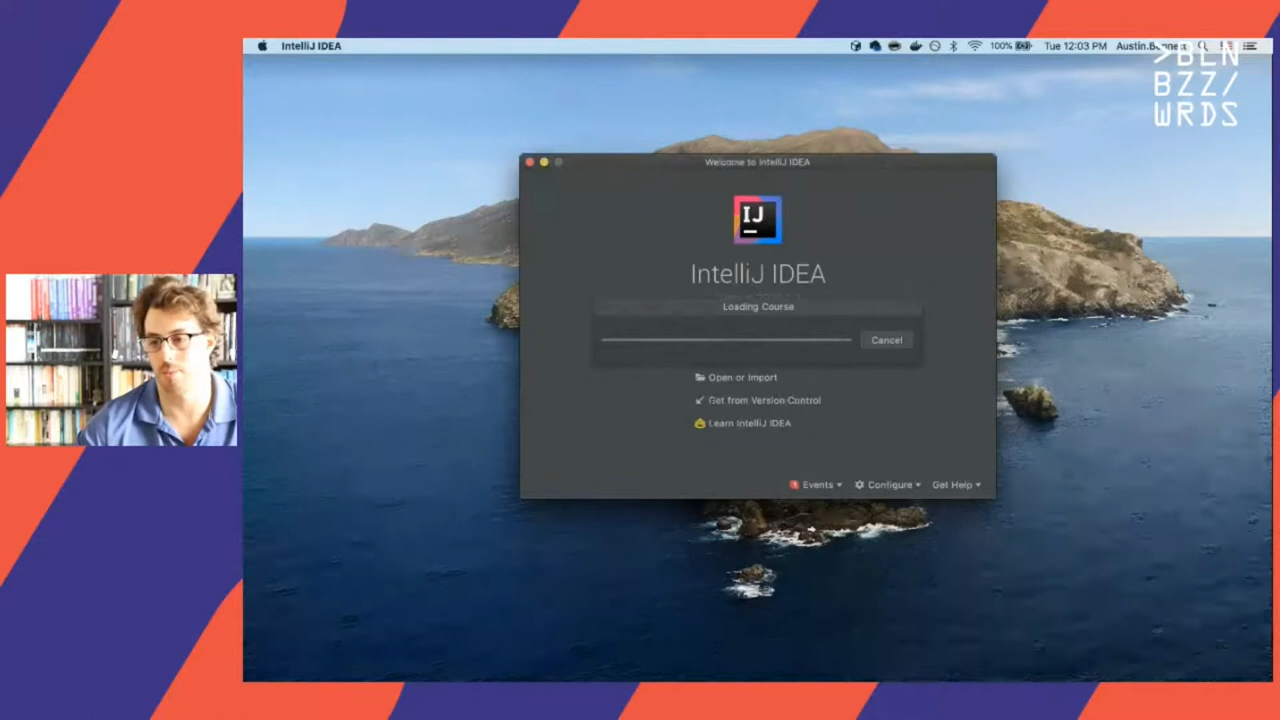 IntelliJ IDEA
100%
Tue 12:03 PM
Austin.Bennett
>BLN
BZZ/
WRDS
Welcome to IntelliJ IDEA
IJ
IntelliJ IDEA
Loading Course
Cancel
Open or Import
Get from Version Control
Learn IntelliJ IDEA
Events
Configure
Get Help